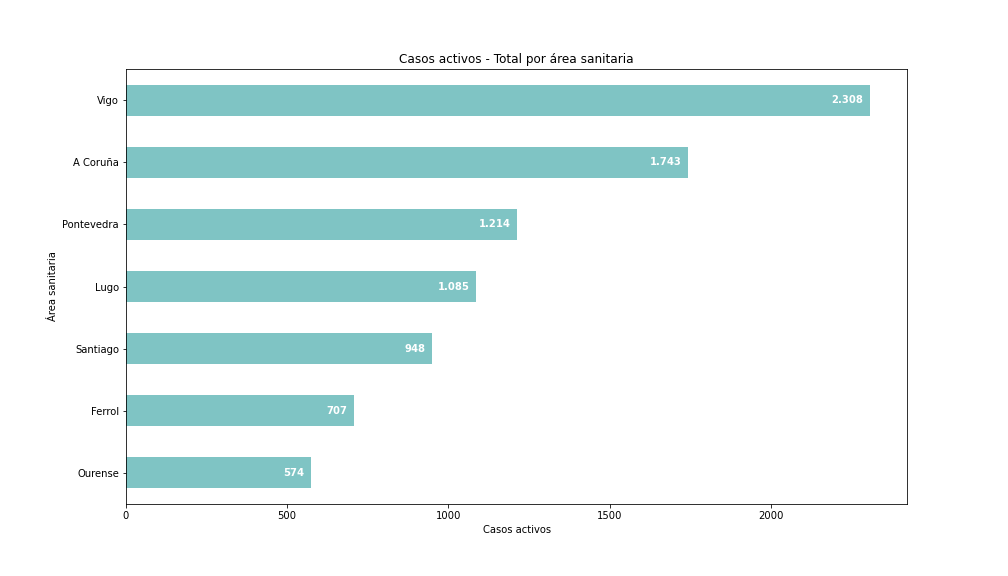 Casos activos - Total por área sanitaria
Vigo
2.308
A Coruña
1.743
Pontevedra
1.214
Lugo
1.085
Santiago
948
Ferrol
707
Ourense
574
Área sanitaria
0
500
1000
1500
2000
Casos activos